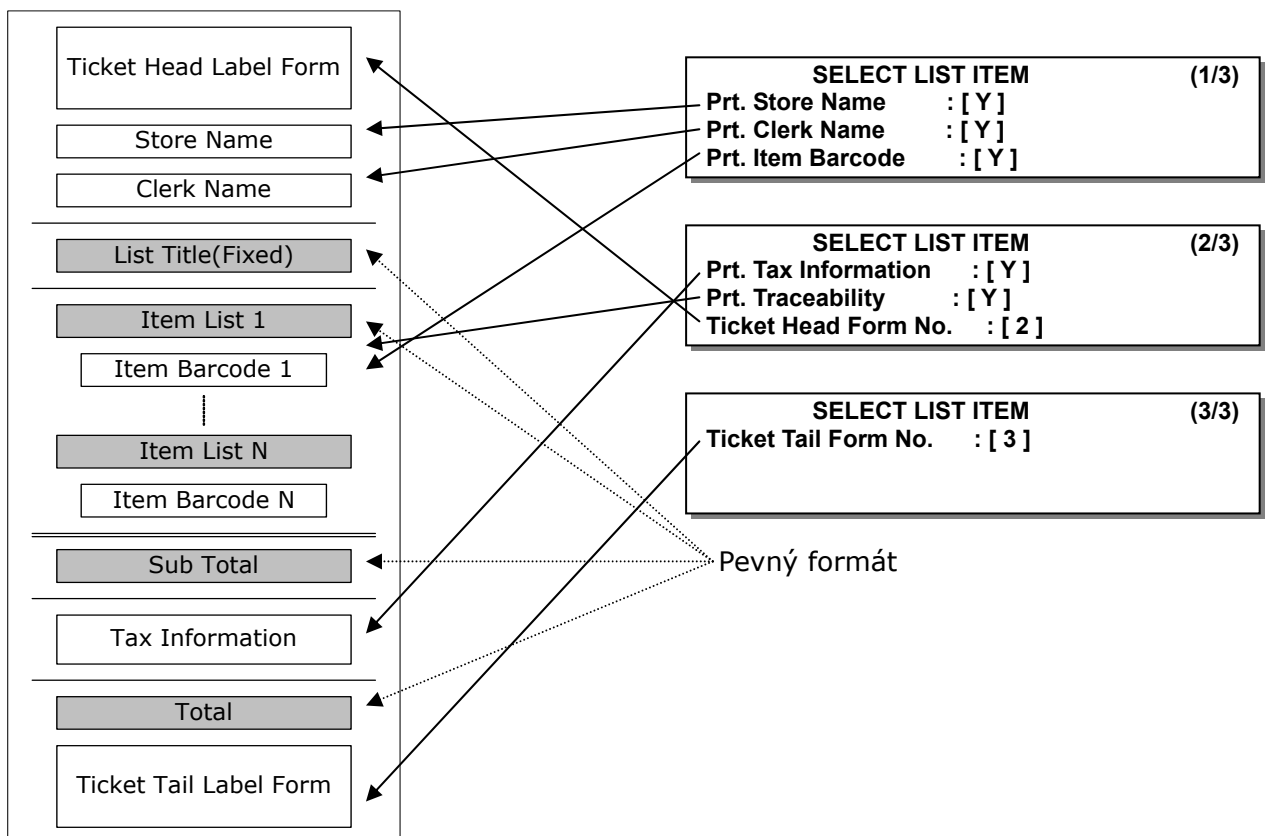 Ticket Head Label Form
Store Name
Clerk Name
List Title(Fixed)
Item List 1
Item Barcode 1
Item List N
Item Barcode N
Sub Total
Tax Information
Total
Ticket Tail Label Form
SELECT LIST ITEM (1/3)
Prt. Store Name : [ Y ]
Prt. Clerk Name : [ Y ]
Prt. Item Barcode : [ Y ]
SELECT LIST ITEM (2/3)
Prt. Tax Information : [ Y ]
Prt. Traceability : [ Y ]
Ticket Head Form No. : [ 2 ]
SELECT LIST ITEM (3/3)
Ticket Tail Form No. : [ 3 ]
Pevný formát